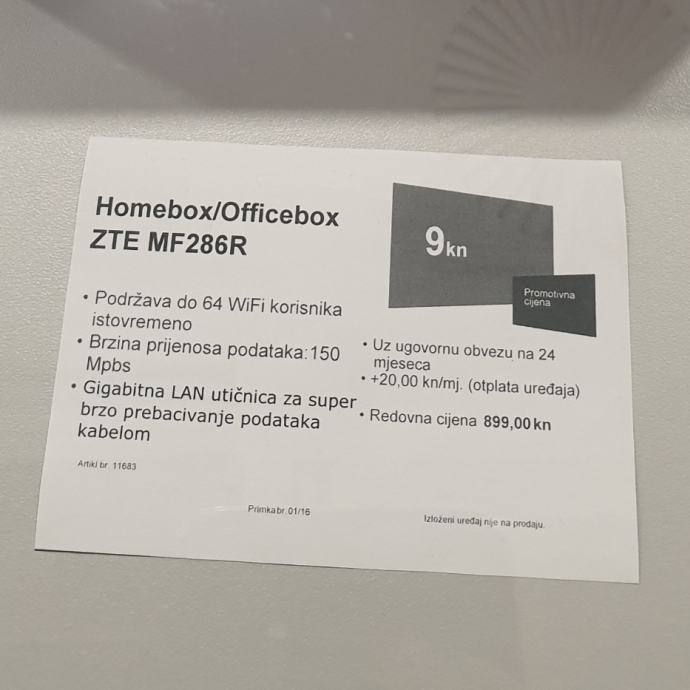 Homebox/Officebox
ZTE MF286R
• Podržava do 64 WiFi korisnika
istovremeno
• Brzina prijenosa podataka:150
Mpbs
• Gigabitna LAN utičnica za super
brzo prebacivanje podataka
kabelom
Artikl br. 11683
9kn
Promotivna
cijena
• Uz ugovornu obvezu na 24
mjeseca
• +20,00 kn/mj. (otplata uređaja)
• Redovna cijena 899,00 kn
Primka br. 01/16
Izloženi uređaj nije na prodaju.